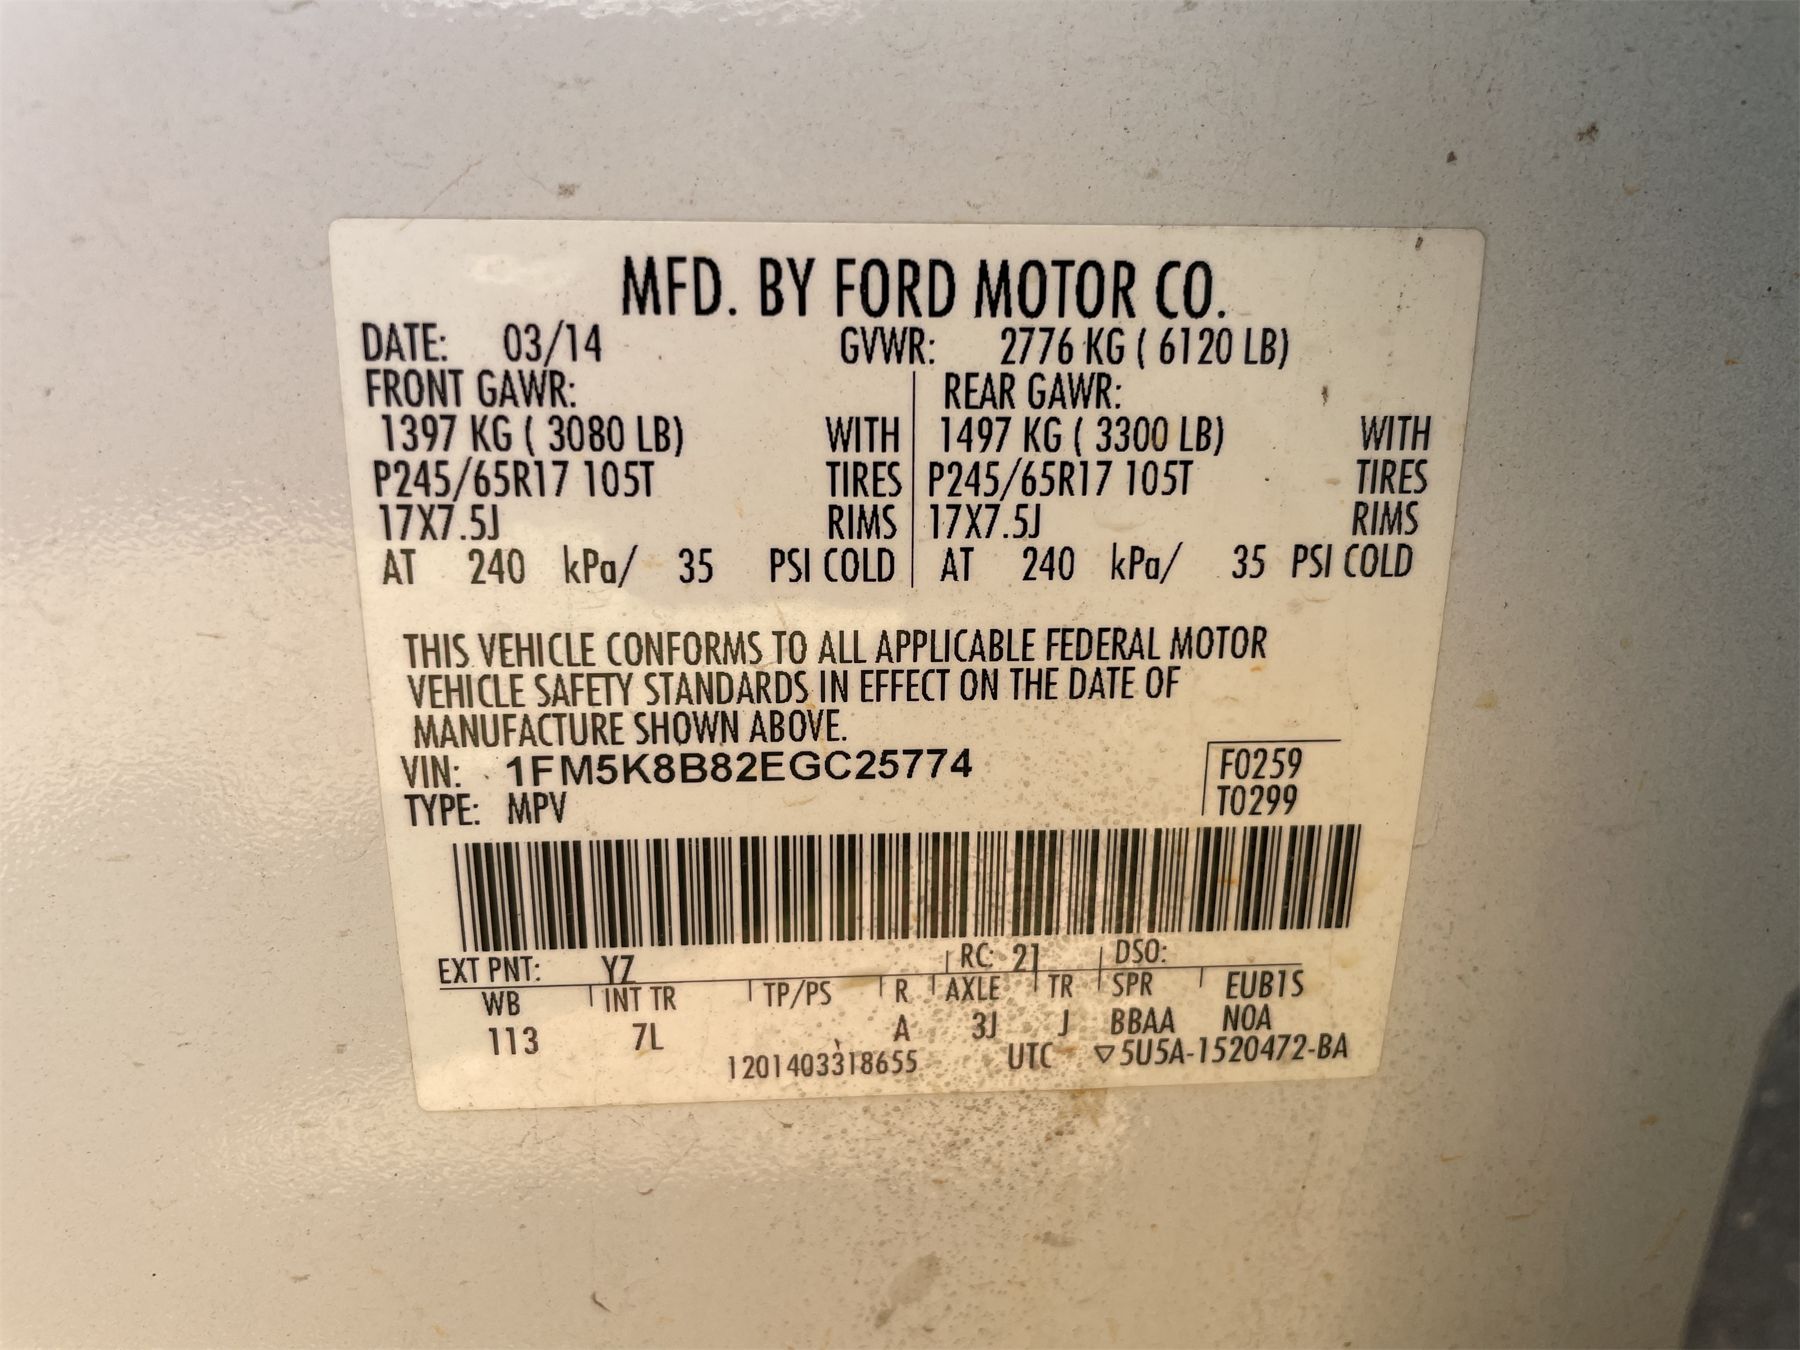 MFD. BY FORD MOTOR CO.
DATE: 03/14 GVWR: 2776 KG ( 6120 LB)
FRONT GAWR: REAR GAWR:
1397 KG ( 3080 LB) WITH 1497 KG ( 3300 LB) WITH
P245/65R17 105T TIRES P245/65R17 105T TIRES
17X7.5J RIMS 17X7.5J RIMS
AT 240 kPa/ 35 PSI COLD AT 240 kPa/ 35 PSI COLD
THIS VEHICLE CONFORMS TO ALL APPLICABLE FEDERAL MOTOR
VEHICLE SAFETY STANDARDS IN EFFECT ON THE DATE OF
MANUFACTURE SHOWN ABOVE.
VIN: 1FM5K8B82EGC25774 F0259
TYPE: MPV T0299
EXT PNT: YZ RC: 21 DSO:
WB INT TR TP/PS R AXLE TR SPR EUB1S
113 7L A 3J J BBAA NOA
1201403318655 UTC ▽5U5A-1520472-BA